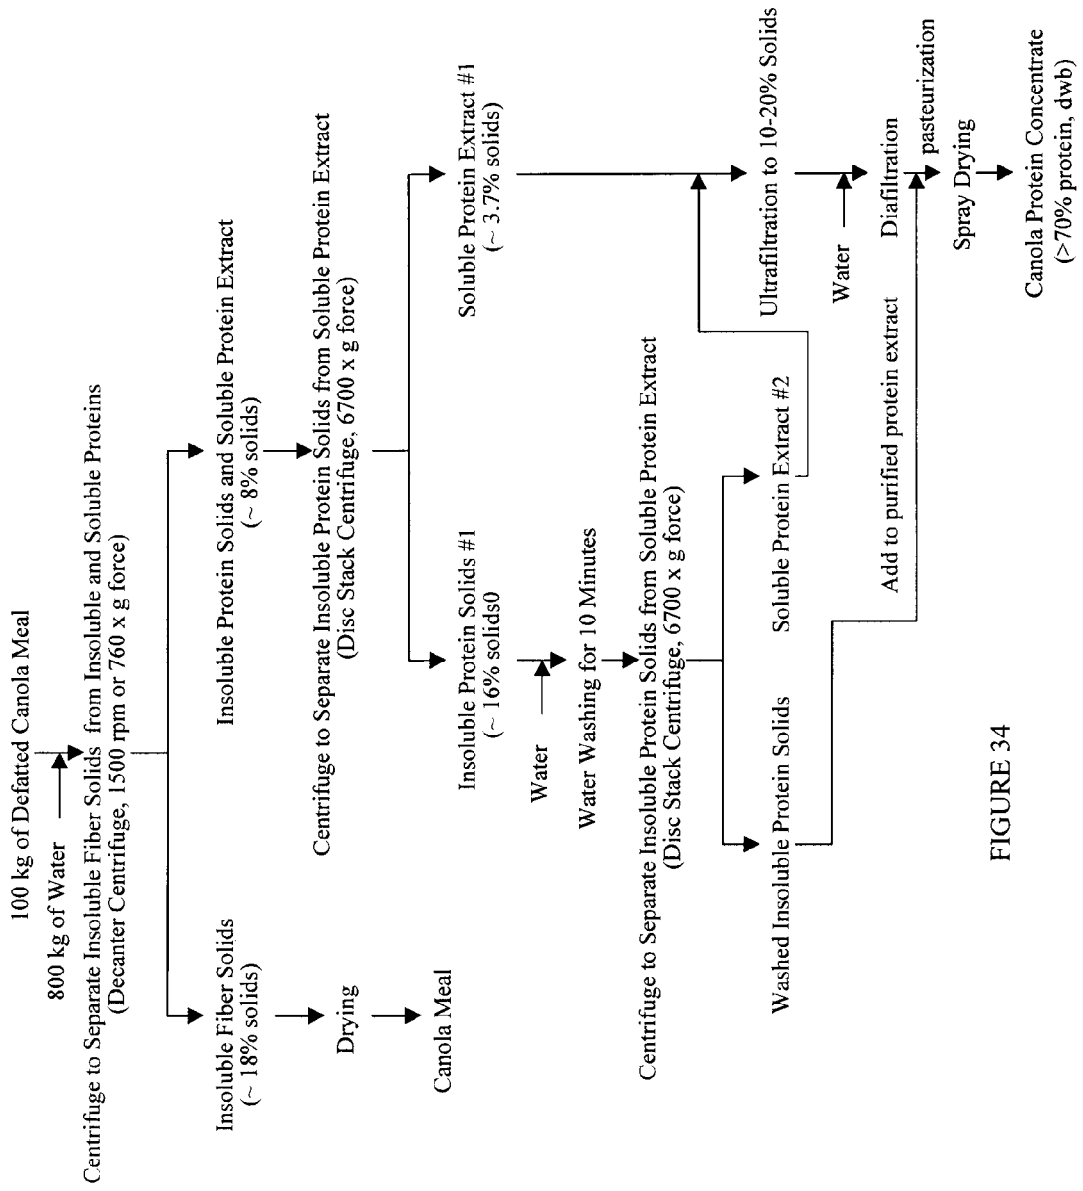 100 kg of Defatted Canola Meal
800 kg of Water
Centrifuge to Separate Insoluble Fiber Solids from Insoluble and Soluble Proteins
(Decanter Centrifuge, 1500 rpm or 760 x g force)
Insoluble Fiber Solids
(~ 18% solids)
Insoluble Protein Solids and Soluble Protein Extract
(~ 8% solids)
Drying
Centrifuge to Separate Insoluble Protein Solids from Soluble Protein Extract
(Disc Stack Centrifuge, 6700 x g force)
Canola Meal
Insoluble Protein Solids #1
(~ 16% solids0
Soluble Protein Extract #1
(~ 3.7% solids)
Water
Water Washing for 10 Minutes
Centrifuge to Separate Insoluble Protein Solids from Soluble Protein Extract
(Disc Stack Centrifuge, 6700 x g force)
Washed Insoluble Protein Solids
Soluble Protein Extract #2
Ultrafiltration to 10-20% Solids
Water
Diafiltration
Add to purified protein extract
pasteurization
Spray Drying
Canola Protein Concentrate
(>70% protein, dwb)
FIGURE 34